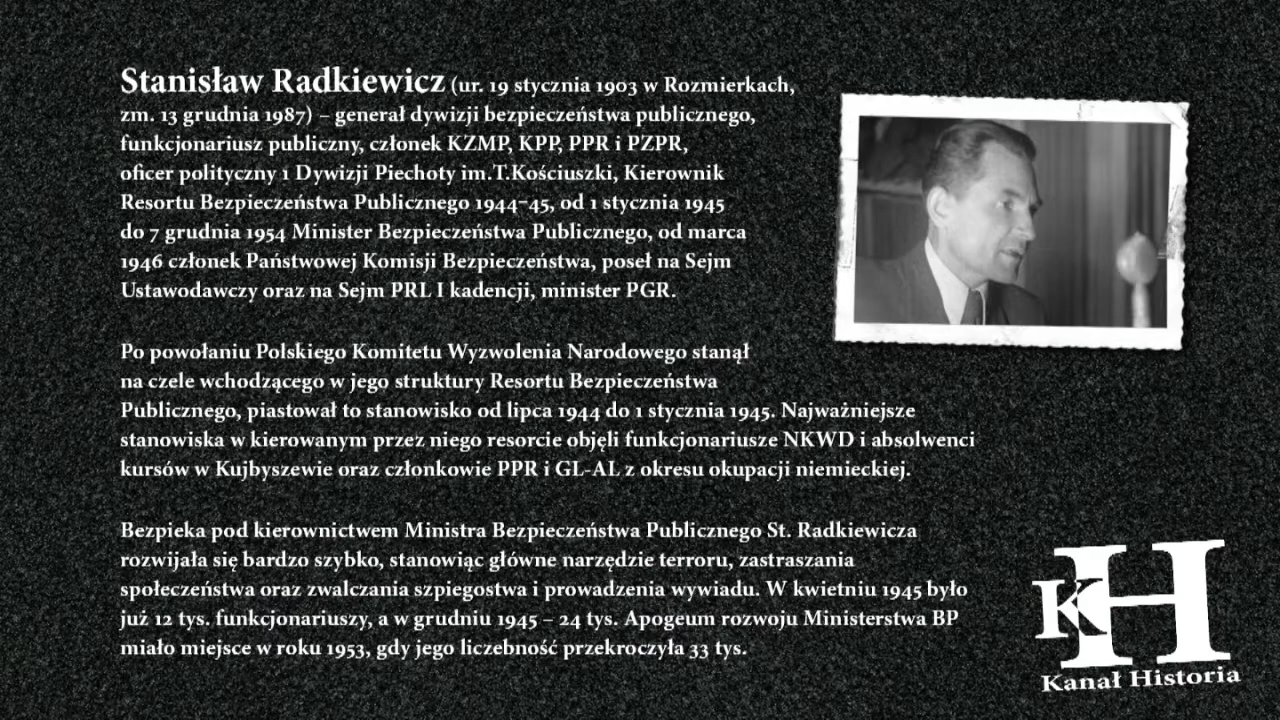 Stanisław Radkiewicz (ur. 19 stycznia 1903 w Rozmierkach,
zm. 13 grudnia 1987) – generał dywizji bezpieczeństwa publicznego,
funkcjonariusz publiczny, członek KZMP, KPP, PPR i PZPR,
oficer polityczny 1 Dywizji Piechoty im.T.Kościuszki, Kierownik
Resortu Bezpieczeństwa Publicznego 1944–45, od 1 stycznia 1945
do 7 grudnia 1954 Minister Bezpieczeństwa Publicznego, od marca
1946 członek Państwowej Komisji Bezpieczeństwa, poseł na Sejm
Ustawodawczy oraz na Sejm PRL I kadencji, minister PGR.
Po powołaniu Polskiego Komitetu Wyzwolenia Narodowego stanął
na czele wchodzącego w jego struktury Resortu Bezpieczeństwa
Publicznego, piastował to stanowisko od lipca 1944 do 1 stycznia 1945. Najważniejsze
stanowiska w kierowanym przez niego resorcie objęli funkcjonariusze NKWD i absolwenci
kursów w Kujbyszewie oraz członkowie PPR i GL-AL z okresu okupacji niemieckiej.
Bezpieka pod kierownictwem Ministra Bezpieczeństwa Publicznego St. Radkiewicza
rozwijała się bardzo szybko, stanowiąc główne narzędzie terroru, zastraszania
społeczeństwa oraz zwalczania szpiegostwa i prowadzenia wywiadu. W kwietniu 1945 było
już 12 tys. funkcjonariuszy, a w grudniu 1945 – 24 tys. Apogeum rozwoju Ministerstwa BP
miało miejsce w roku 1953, gdy jego liczebność przekroczyła 33 tys.
KH
Kanał Historia